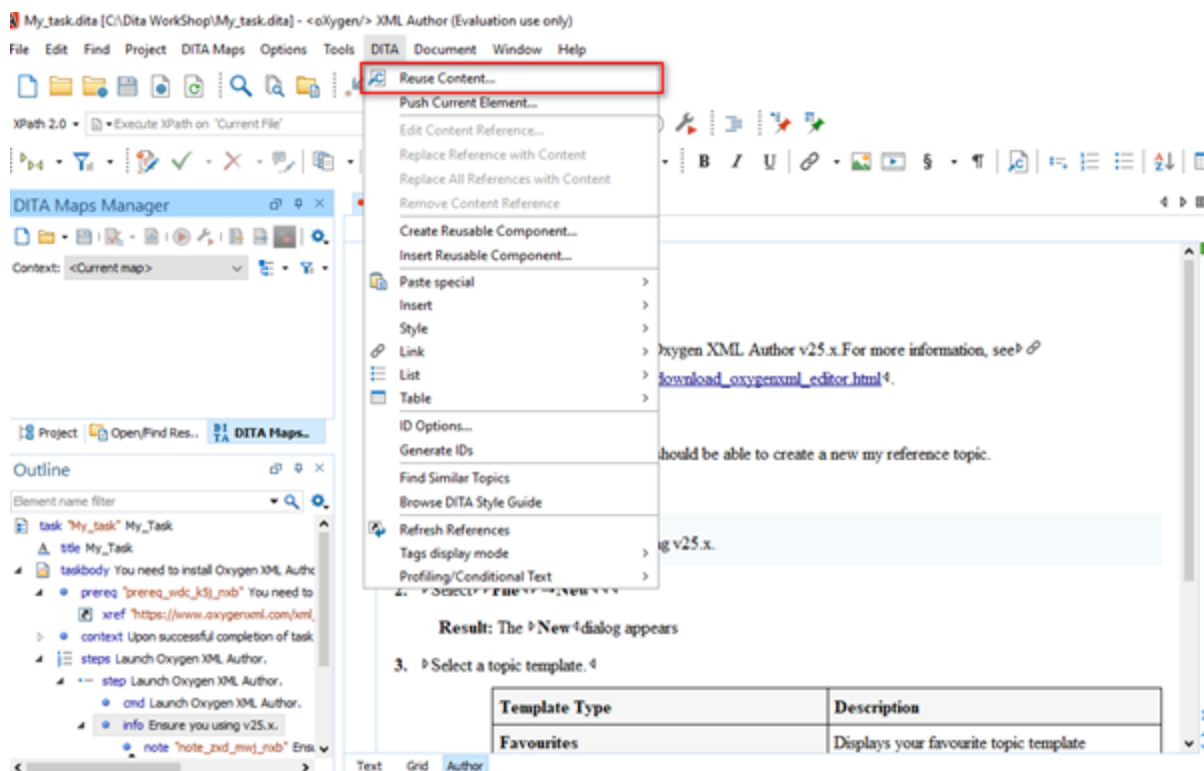 My_task.dita [C:\Dita WorkShop\My_task.dita] - <oXygen/> XML Author (Evaluation use only)
File Edit Find Project DITA Maps Options Tools DITA Document Window Help
XPath 2.0 Execute XPath on 'Current File'
B I U § ¶
Reuse Content...
Push Current Element...
Edit Content Reference...
Replace Reference with Content
Replace All References with Content
Remove Content Reference
Create Reusable Component...
Insert Reusable Component...
Paste special
Insert
Style
Link
List
Table
ID Options...
Generate IDs
Find Similar Topics
Browse DITA Style Guide
Refresh References
Tags display mode
Profiling/Conditional Text
DITA Maps Manager
Context: <Current map>
Project Open/Find Res.. DITA Maps..
Outline
Element name filter
task "My_task" My_Task
title My_Task
taskbody You need to install Oxygen XML Autho
prereq "prereq_wdc_k5j_nxb" You need to
xref "https://www.oxygenxml.com/xml_
context Upon successful completion of task
steps Launch Oxygen XML Author.
step Launch Oxygen XML Author.
cmd Launch Oxygen XML Author.
info Ensure you using v25.x.
note "note_zxd_mwj_nxb" Ensu
Oxygen XML Author v25.x.For more information, see
download_oxygenxml_editor.html.
should be able to create a new my reference topic.
v25.x.
2. Select File → New
Result: The New dialog appears
3. Select a topic template.
Template Type Description
Favourites Displays your favourite topic template
Text Grid Author